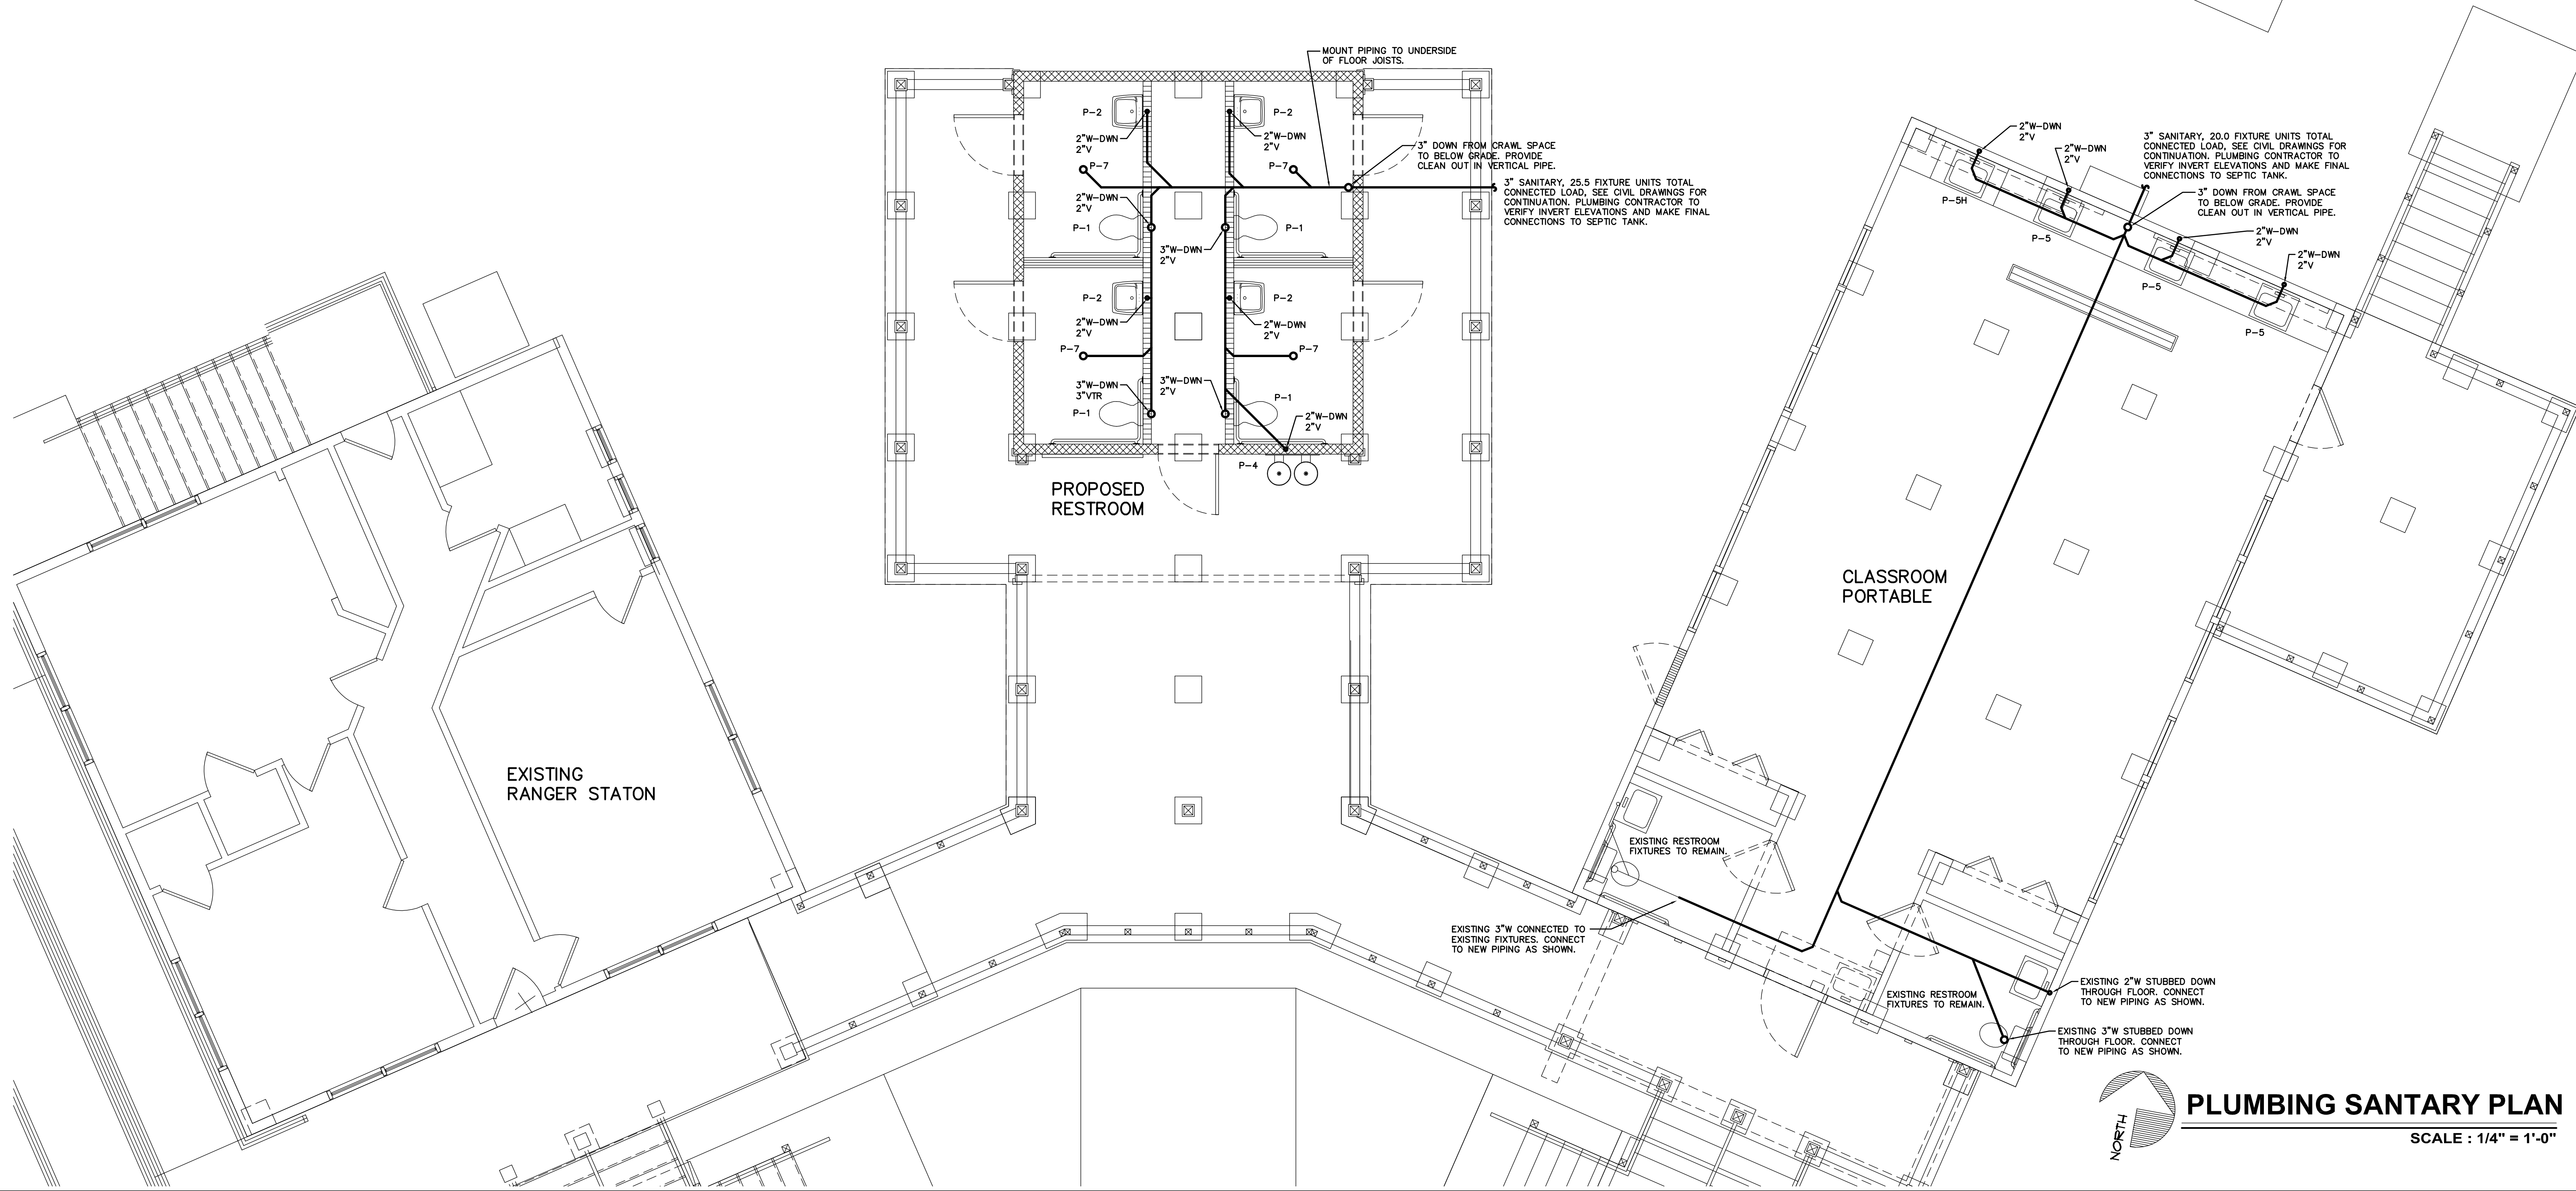 MOUNT PIPING TO UNDERSIDE
OF FLOOR JOISTS.
P-2
P-2
2"W-DWN
2"V
2"W-DWN
2"V
3" DOWN FROM CRAWL SPACE
TO BELOW GRADE. PROVIDE
CLEAN OUT IN VERTICAL PIPE.
P-7
P-7
3" SANITARY, 25.5 FIXTURE UNITS TOTAL
CONNECTED LOAD, SEE CIVIL DRAWINGS FOR
CONTINUATION. PLUMBING CONTRACTOR TO
VERIFY INVERT ELEVATIONS AND MAKE FINAL
CONNECTIONS TO SEPTIC TANK.
2"W-DWN
2"V
P-1
P-1
3"W-DWN
2"V
P-2
P-2
2"W-DWN
2"V
2"W-DWN
2"V
P-7
P-7
3"W-DWN
3"VTR
3"W-DWN
2"V
P-1
P-1
2"W-DWN
2"V
P-4
PROPOSED
RESTROOM
2"W-DWN
2"V
2"W-DWN
2"V
3" SANITARY, 20.0 FIXTURE UNITS TOTAL
CONNECTED LOAD, SEE CIVIL DRAWINGS FOR
CONTINUATION. PLUMBING CONTRACTOR TO
VERIFY INVERT ELEVATIONS AND MAKE FINAL
CONNECTIONS TO SEPTIC TANK.
3" DOWN FROM CRAWL SPACE
TO BELOW GRADE. PROVIDE
CLEAN OUT IN VERTICAL PIPE.
P-5H
P-5
2"W-DWN
2"V
2"W-DWN
2"V
P-5
P-5
CLASSROOM
PORTABLE
EXISTING
RANGER STATON
EXISTING RESTROOM
FIXTURES TO REMAIN.
EXISTING 3"W CONNECTED TO
EXISTING FIXTURES. CONNECT
TO NEW PIPING AS SHOWN.
EXISTING RESTROOM
FIXTURES TO REMAIN.
EXISTING 2"W STUBBED DOWN
THROUGH FLOOR. CONNECT
TO NEW PIPING AS SHOWN.
EXISTING 3"W STUBBED DOWN
THROUGH FLOOR. CONNECT
TO NEW PIPING AS SHOWN.
NORTH
PLUMBING SANTARY PLAN
SCALE : 1/4" = 1'-0"